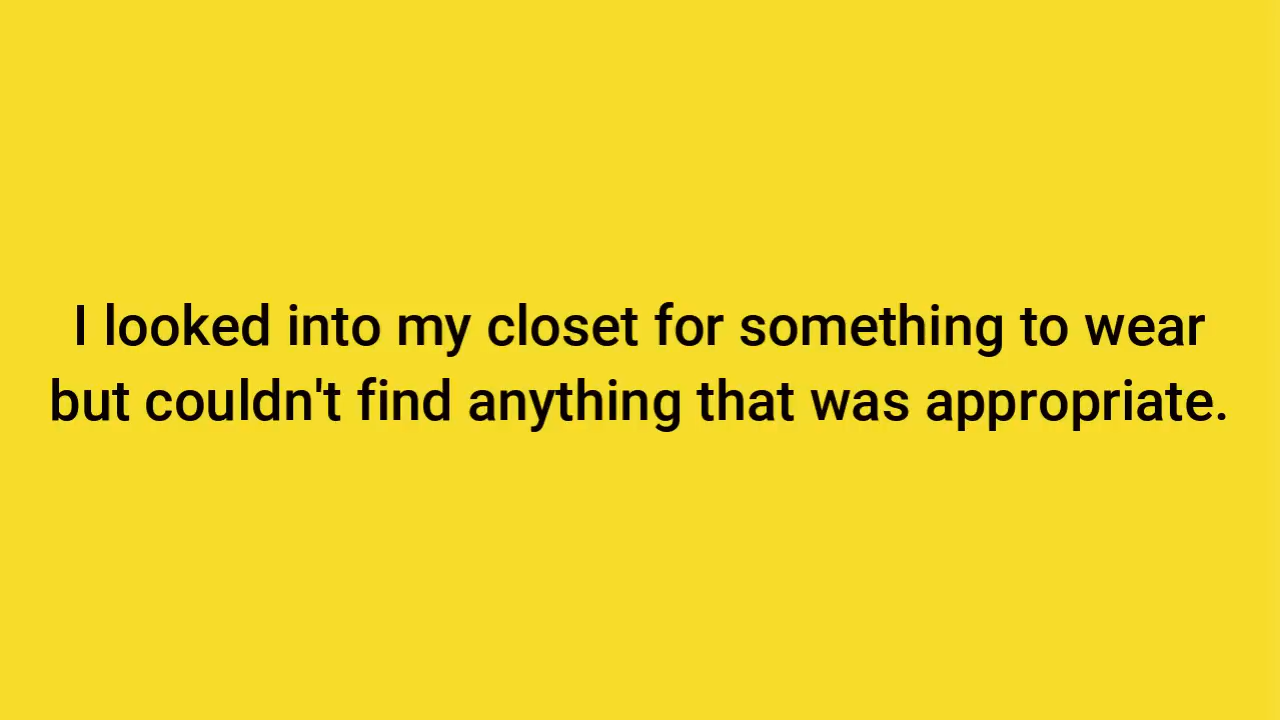 I looked into my closet for something to wear
but couldn't find anything that was appropriate.